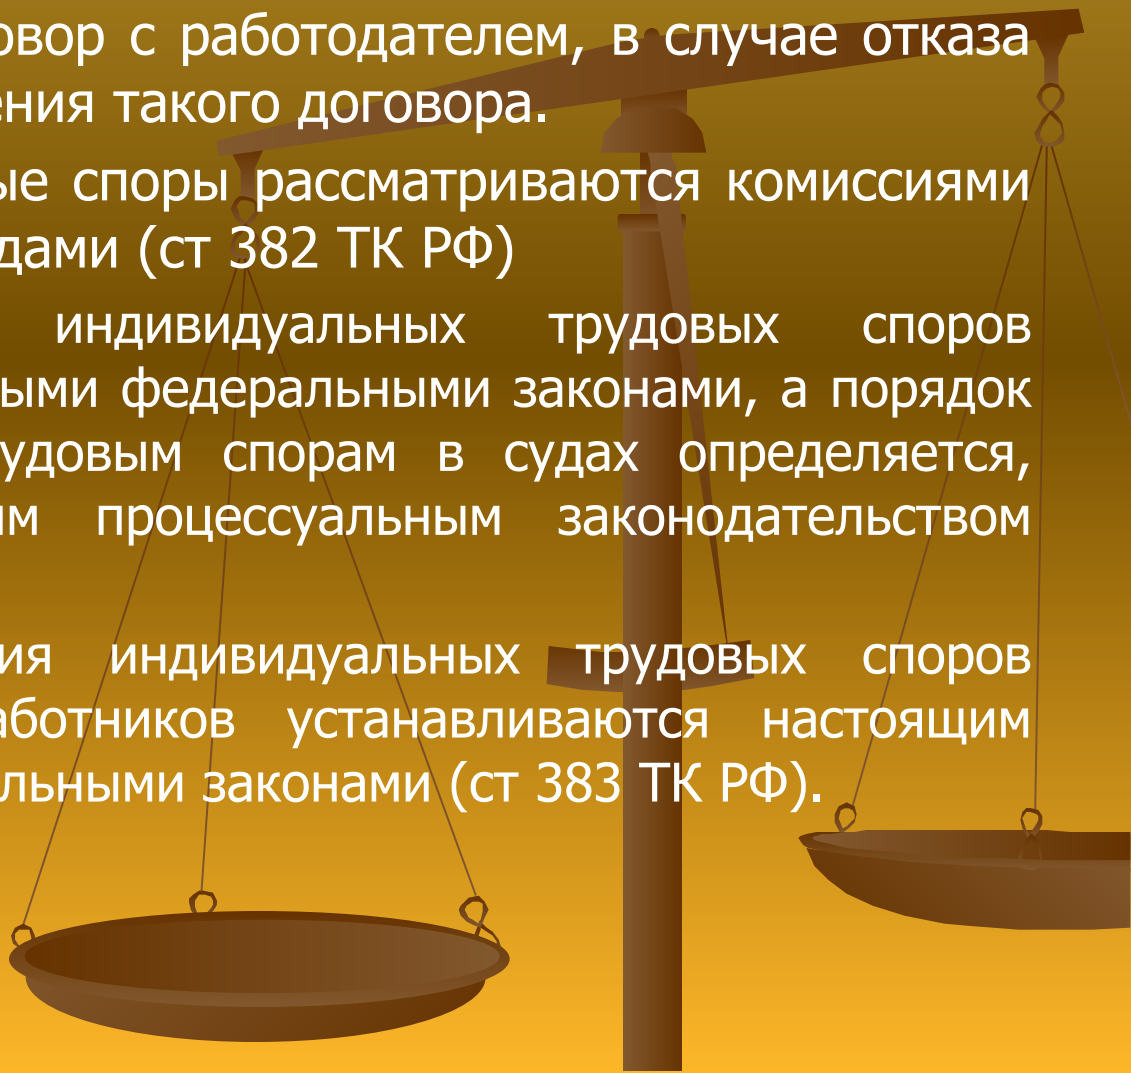 овор с работодателем, в случае отказа
ения такого договора.
ые споры рассматриваются комиссиями
дами (ст 382 ТК РФ)
индивидуальных трудовых споров
ыми федеральными законами, а порядок
удовым спорам в судах определяется,
им процессуальным законодательством
ия индивидуальных трудовых споров
аботников устанавливаются настоящим
льными законами (ст 383 ТК РФ).